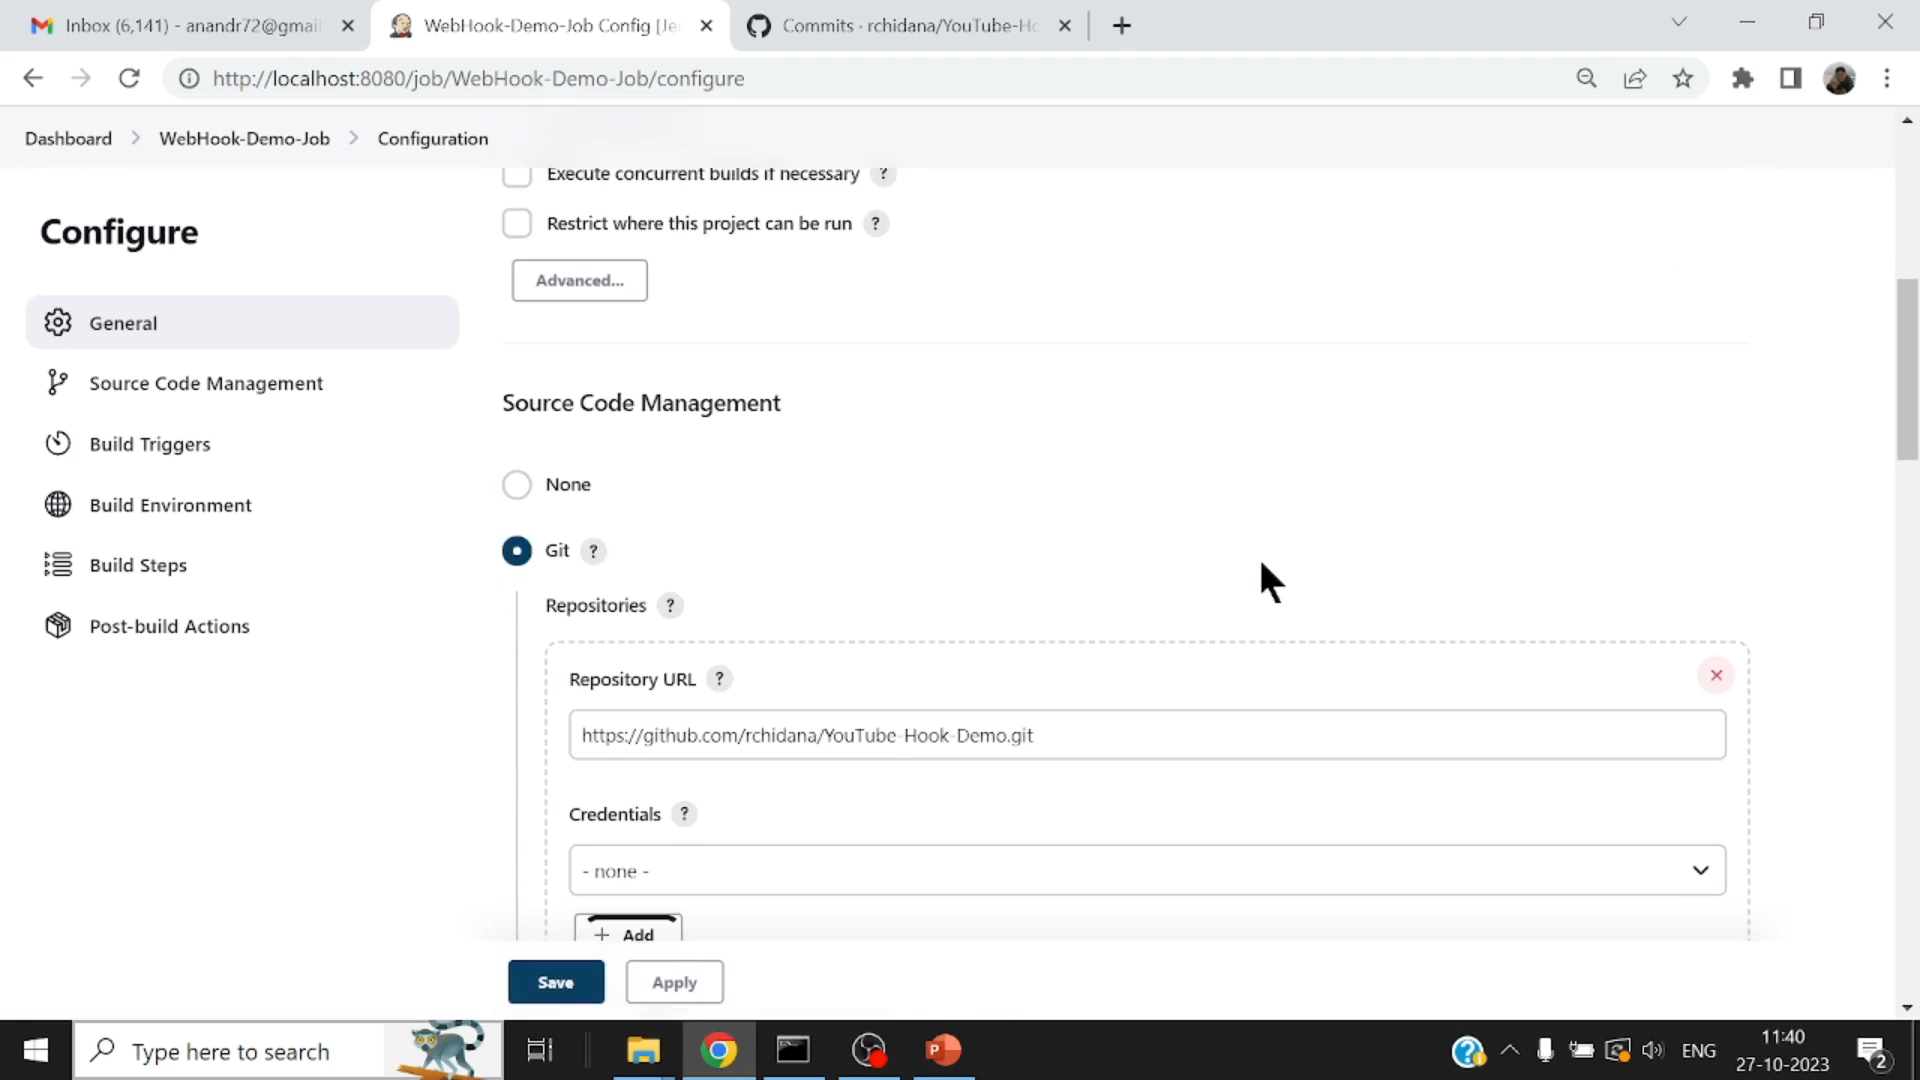 Inbox (6,141) - anandr72@gmail
WebHook-Demo-Job Config [Je
Commits · rchidana/YouTube-Ho
http://localhost:8080/job/WebHook-Demo-Job/configure
Dashboard > WebHook-Demo-Job > Configuration
Execute concurrent builds if necessary ?
Configure
Restrict where this project can be run ?
Advanced...
General
Source Code Management
Build Triggers
Build Environment
Build Steps
Post-build Actions
Source Code Management
None
Git ?
Repositories ?
Repository URL ?
https://github.com/rchidana/YouTube-Hook-Demo.git
Credentials ?
- none -
+ Add
Save
Apply
Type here to search
ENG
11:40
27-10-2023
2